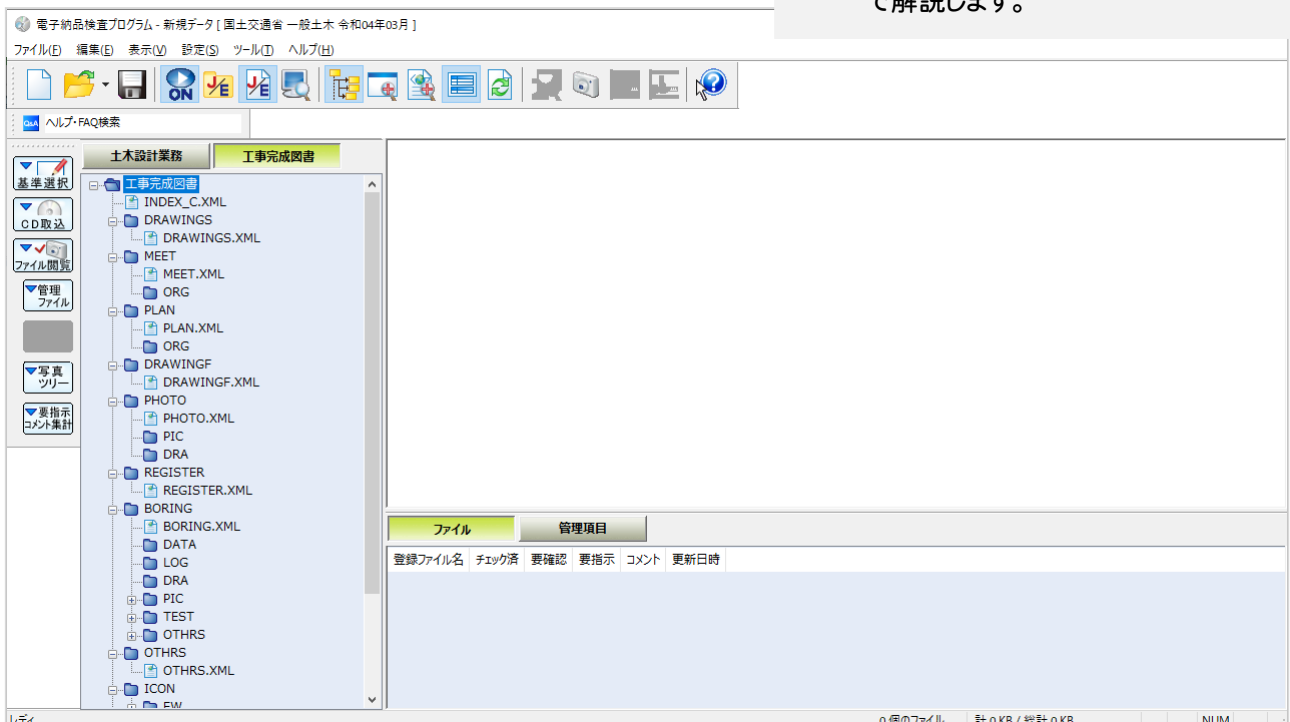 て解説します。
電子納品検査プログラム - 新規データ [ 国土交通省 一般土木 令和04年03月 ]
ファイル(F) 編集(E) 表示(V) 設定(S) ツール(T) ヘルプ(H)
ON J/E J/E
Q&A ヘルプ・FAQ検索
土木設計業務 工事完成図書
基準選択
CD取込
ファイル閲覧
管理
ファイル
写真
ツリー
要指示
コメント集計
工事完成図書
INDEX_C.XML
DRAWINGS
DRAWINGS.XML
MEET
MEET.XML
ORG
PLAN
PLAN.XML
ORG
DRAWINGF
DRAWINGF.XML
PHOTO
PHOTO.XML
PIC
DRA
REGISTER
REGISTER.XML
BORING
BORING.XML
DATA
LOG
DRA
PIC
TEST
OTHRS
OTHRS
OTHRS.XML
ICON
EW
ファイル 管理項目
登録ファイル名 チェック済 要確認 要指示 コメント 更新日時
レディ 0 個のファイル 計 0 KB / 総計 0 KB NUM